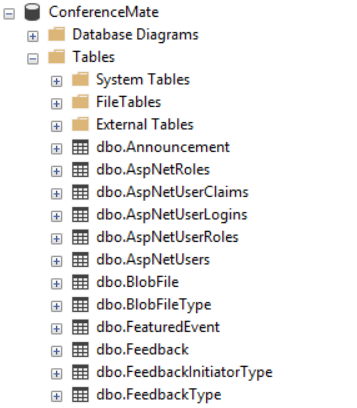 ConferenceMate
Database Diagrams
Tables
System Tables
FileTables
External Tables
dbo.Announcement
dbo.AspNetRoles
dbo.AspNetUserClaims
dbo.AspNetUserLogins
dbo.AspNetUserRoles
dbo.AspNetUsers
dbo.BlobFile
dbo.BlobFileType
dbo.FeaturedEvent
dbo.Feedback
dbo.FeedbackInitiatorType
dbo.FeedbackType